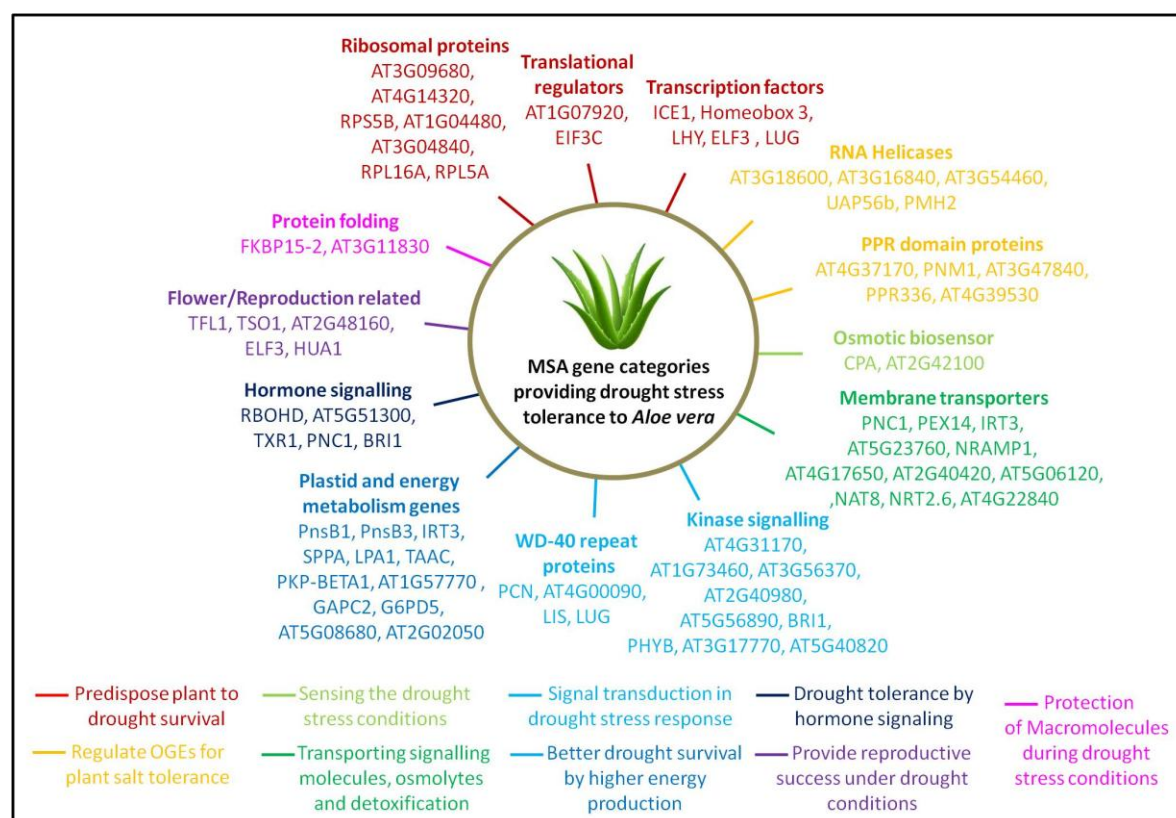 Ribosomal proteins
AT3G09680,
AT4G14320,
RPS5B, AT1G04480,
AT3G04840,
RPL16A, RPL5A
Translational
regulators
AT1G07920,
EIF3C
Transcription factors
ICE1, Homeobox 3,
LHY, ELF3 , LUG
RNA Helicases
AT3G18600, AT3G16840, AT3G54460,
UAP56b, PMH2
Protein folding
FKBP15-2, AT3G11830
PPR domain proteins
AT4G37170, PNM1, AT3G47840,
PPR336, AT4G39530
Flower/Reproduction related
TFL1, TSO1, AT2G48160,
ELF3, HUA1
Osmotic biosensor
CPA, AT2G42100
MSA gene categories
providing drought stress
tolerance to Aloe vera
Hormone signalling
RBOHD, AT5G51300,
TXR1, PNC1, BRI1
Membrane transporters
PNC1, PEX14, IRT3,
AT5G23760, NRAMP1,
AT4G17650, AT2G40420, AT5G06120,
,NAT8, NRT2.6, AT4G22840
Plastid and energy
metabolism genes
PnsB1, PnsB3, IRT3,
SPPA, LPA1, TAAC,
PKP-BETA1, AT1G57770 ,
GAPC2, G6PD5,
AT5G08680, AT2G02050
WD-40 repeat
proteins
PCN, AT4G00090,
LIS, LUG
Kinase signalling
AT4G31170,
AT1G73460, AT3G56370,
AT2G40980,
AT5G56890, BRI1,
PHYB, AT3G17770, AT5G40820
Predispose plant to
drought survival
Sensing the drought
stress conditions
Signal transduction in
drought stress response
Drought tolerance by
hormone signaling
Protection
of Macromolecules
during drought
stress conditions
Regulate OGEs for
plant salt tolerance
Transporting signalling
molecules, osmolytes
and detoxification
Better drought survival
by higher energy
production
Provide reproductive
success under drought
conditions